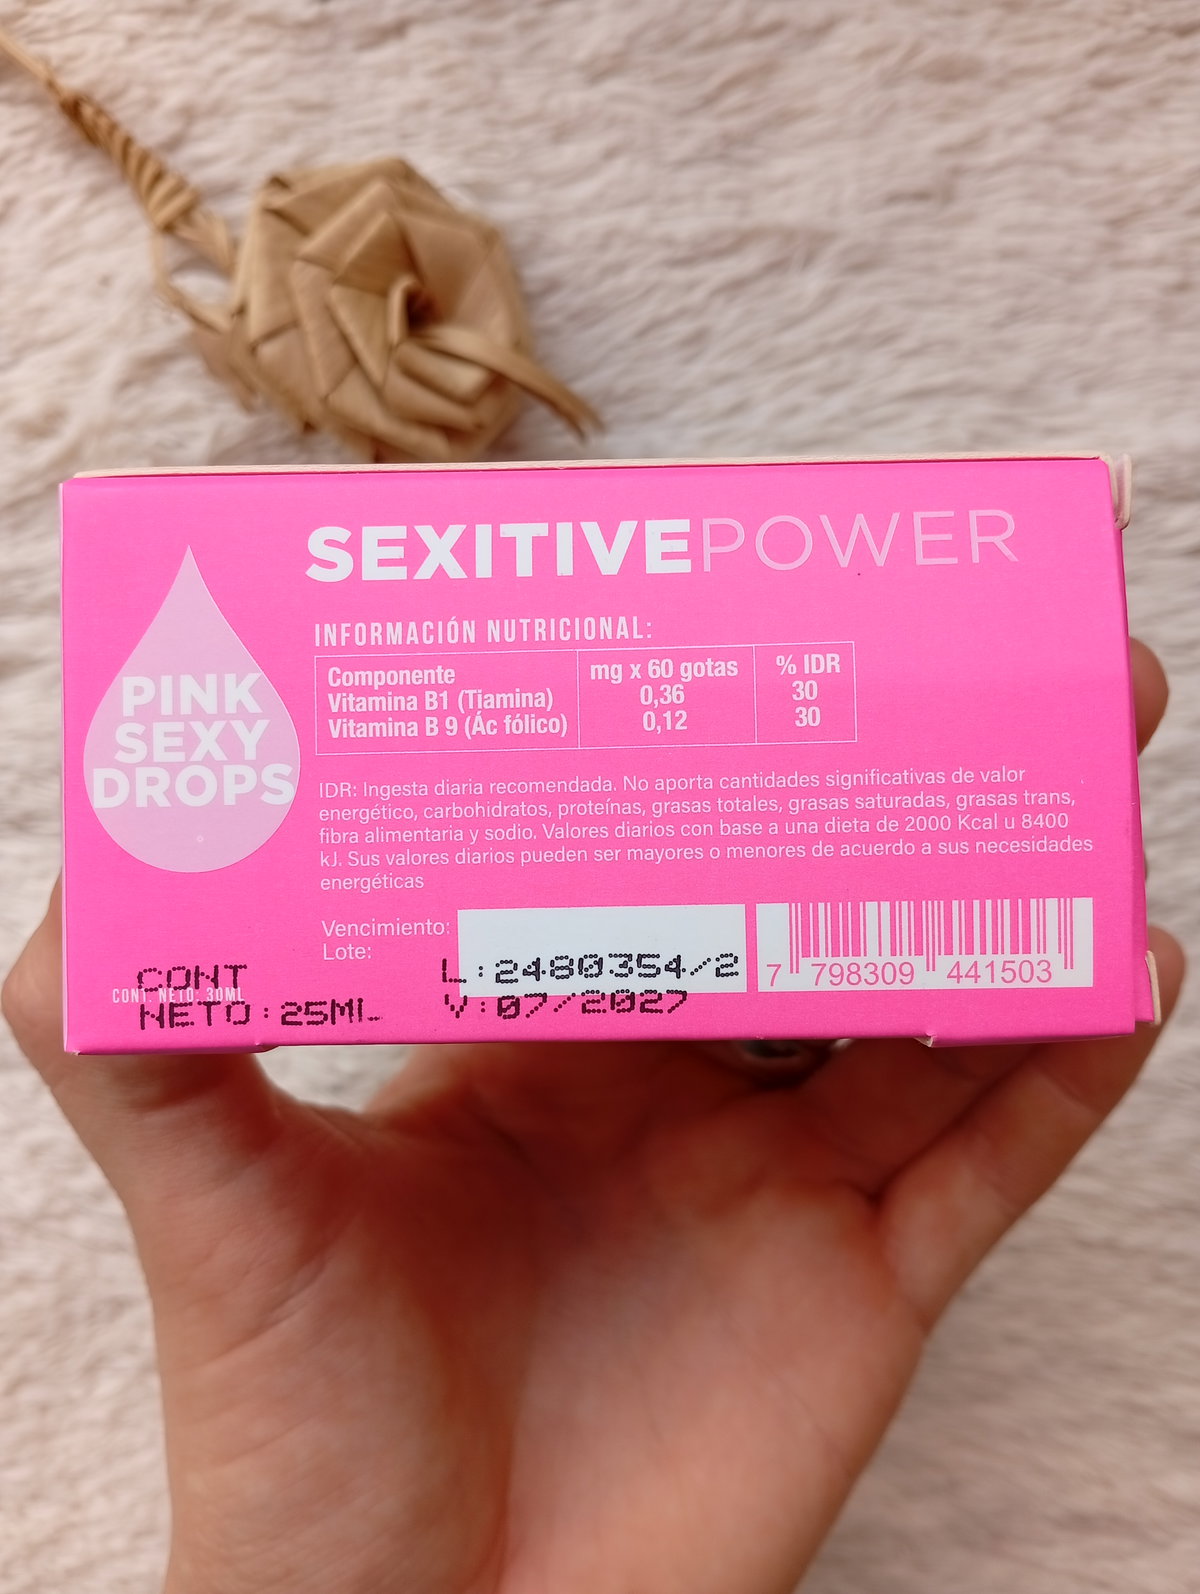 SEXITIVEPOWER
PINK
SEXY
DROPS
INFORMACIÓN NUTRICIONAL:
Componente mg x 60 gotas % IDR
Vitamina B1 (Tiamina) 0,36 30
Vitamina B 9 (Ác fólico) 0,12 30
IDR: Ingesta diaria recomendada. No aporta cantidades significativas de valor
energético, carbohidratos, proteínas, grasas totales, grasas saturadas, grasas trans,
fibra alimentaria y sodio. Valores diarios con base a una dieta de 2000 Kcal u 8400
kJ. Sus valores diarios pueden ser mayores o menores de acuerdo a sus necesidades
energéticas
Vencimiento:
Lote:
L:2480354/2
V:07/2027
CONT. NETO: 30ML
CONT
NETO:25ML
7 798309 441503